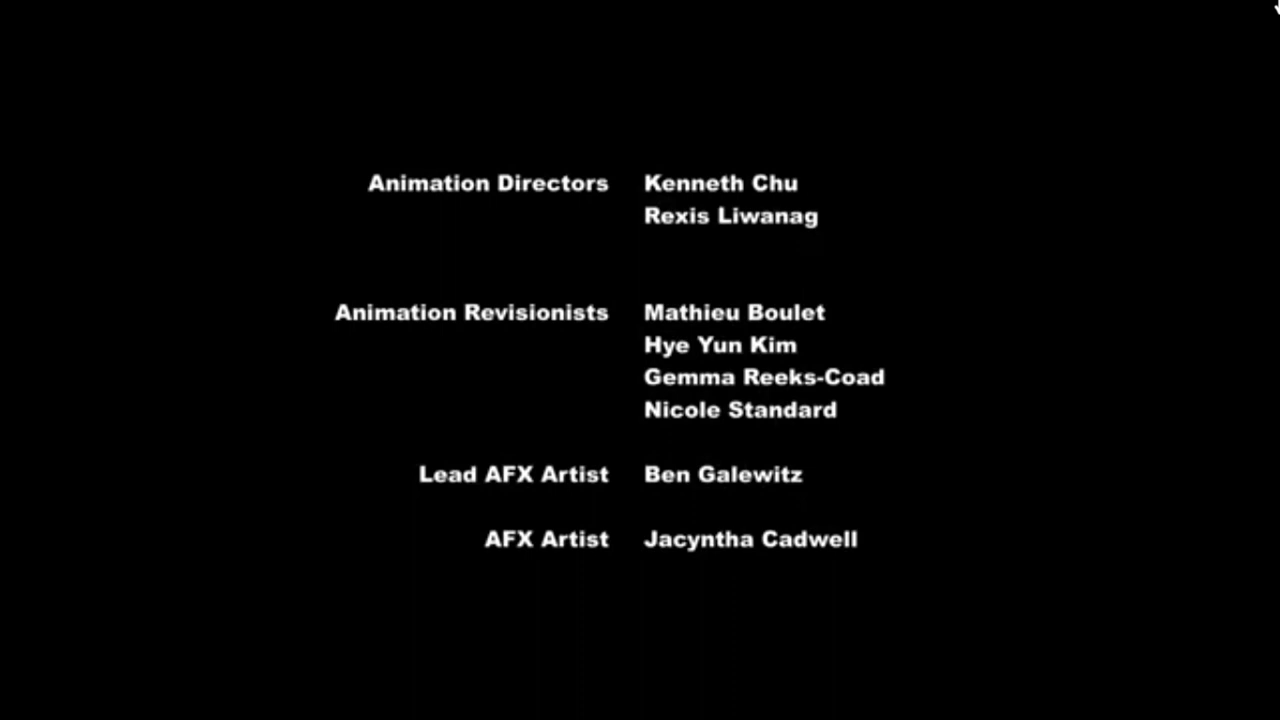 Animation Directors Kenneth Chu
Rexis Liwanag
Animation Revisionists Mathieu Boulet
Hye Yun Kim
Gemma Reeks-Coad
Nicole Standard
Lead AFX Artist Ben Galewitz
AFX Artist Jacyntha Cadwell